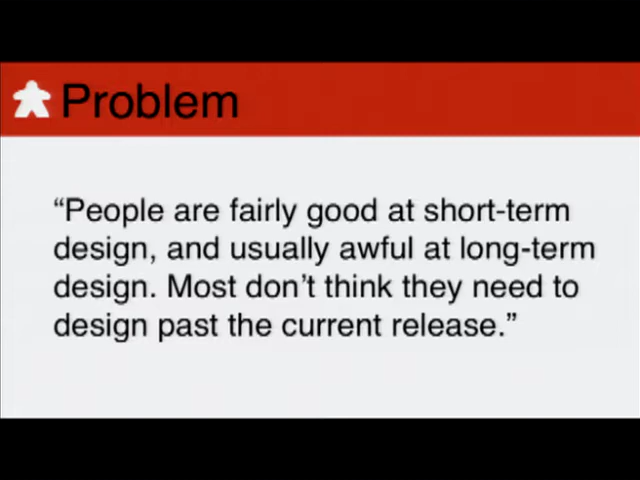 Problem
“People are fairly good at short-term
design, and usually awful at long-term
design. Most don’t think they need to
design past the current release.”